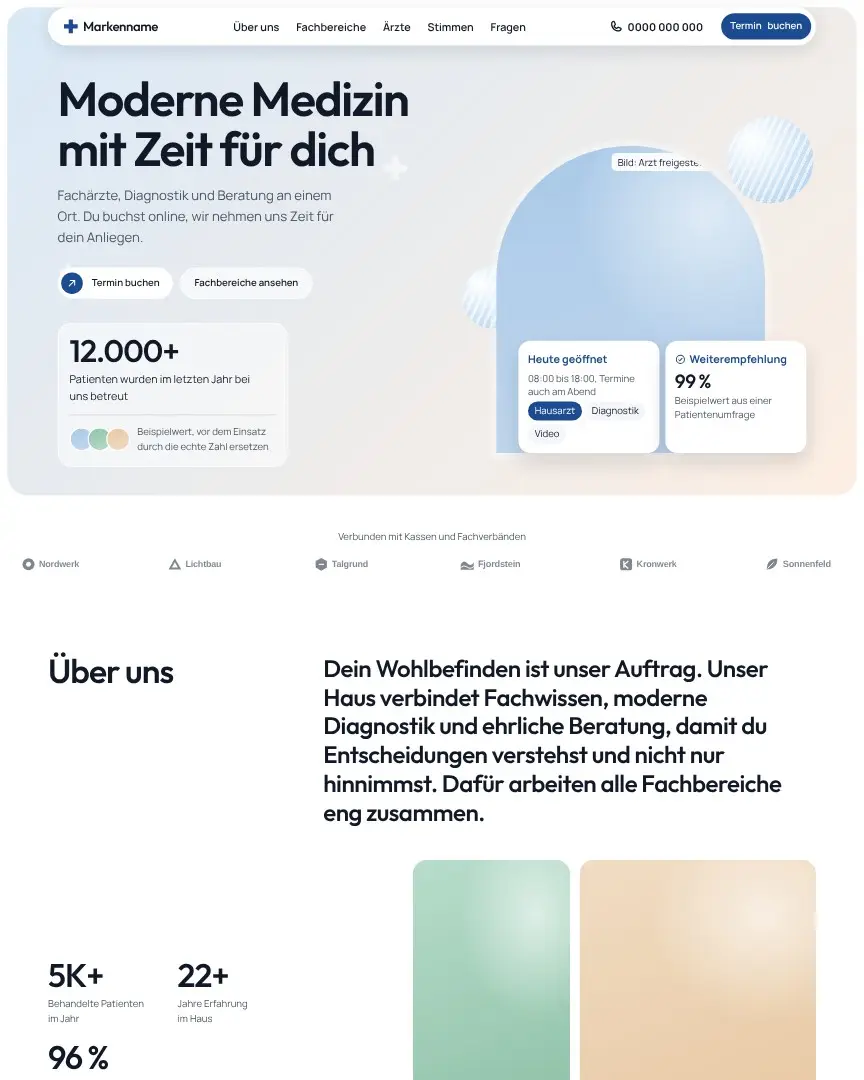 Markenname
Über uns
Fachbereiche
Ärzte
Stimmen
Fragen
0000 000 000
Termin buchen
Moderne Medizin
mit Zeit für dich
Fachärzte, Diagnostik und Beratung an einem
Ort. Du buchst online, wir nehmen uns Zeit für
dein Anliegen.
Termin buchen
Fachbereiche ansehen
12.000+
Patienten wurden im letzten Jahr bei
uns betreut
Beispielwert, vor dem Einsatz
durch die echte Zahl ersetzen
Bild: Arzt
Heute geöffnet
08:00 bis 18:00, Termine
auch am Abend
Hausarzt
Diagnostik
Video
Weiterempfehlung
99 %
Beispielwert aus einer
Patientenumfrage
Verbunden mit Kassen und Fachverbänden
Nordwerk
Lichtbau
Talgrund
Fjordstein
Kronwerk
Sonnenfeld
Über uns
Dein Wohlbefinden ist unser Auftrag. Unser
Haus verbindet Fachwissen, moderne
Diagnostik und ehrliche Beratung, damit du
Entscheidungen verstehst und nicht nur
hinnimmst. Dafür arbeiten alle Fachbereiche
eng zusammen.
5K+
Behandelte Patienten
im Jahr
22+
Jahre Erfahrung
im Haus
96 %